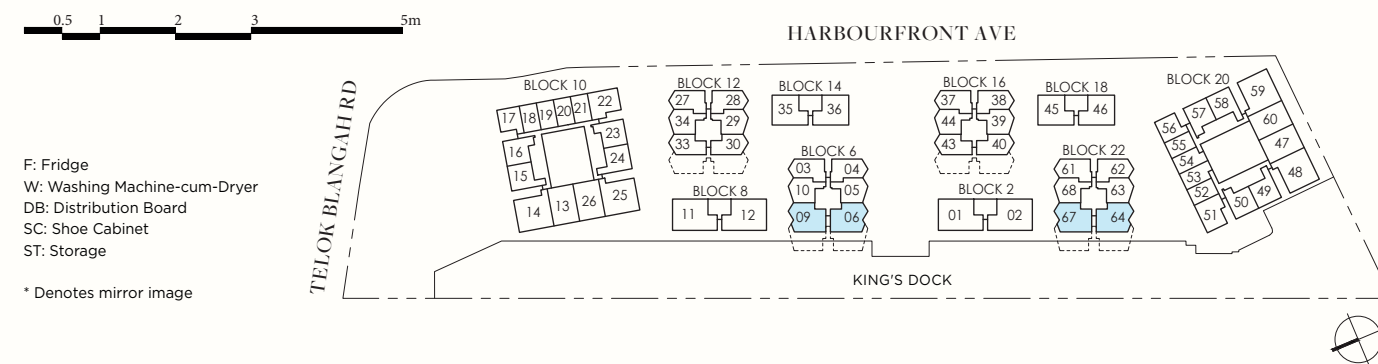 0.5 1 2 3 5m
HARBOURFRONT AVE
TELOK BLANGAH RD
F: Fridge
W: Washing Machine-cum-Dryer
DB: Distribution Board
SC: Shoe Cabinet
ST: Storage
* Denotes mirror image
BLOCK 10
17 18 19 20 21 22
16 23
15 24
14 13 26 25
BLOCK 12
27 28
34 29
33 30
BLOCK 14
35 36
BLOCK 8
11 12
BLOCK 6
03 04
10 05
09 06
BLOCK 16
37 38
44 39
43 40
BLOCK 18
45 46
BLOCK 2
01 02
BLOCK 22
61 62
68 63
67 64
BLOCK 20
59
58
57 60
56
55 47
54
53 48
52 49
51 50
KING'S DOCK